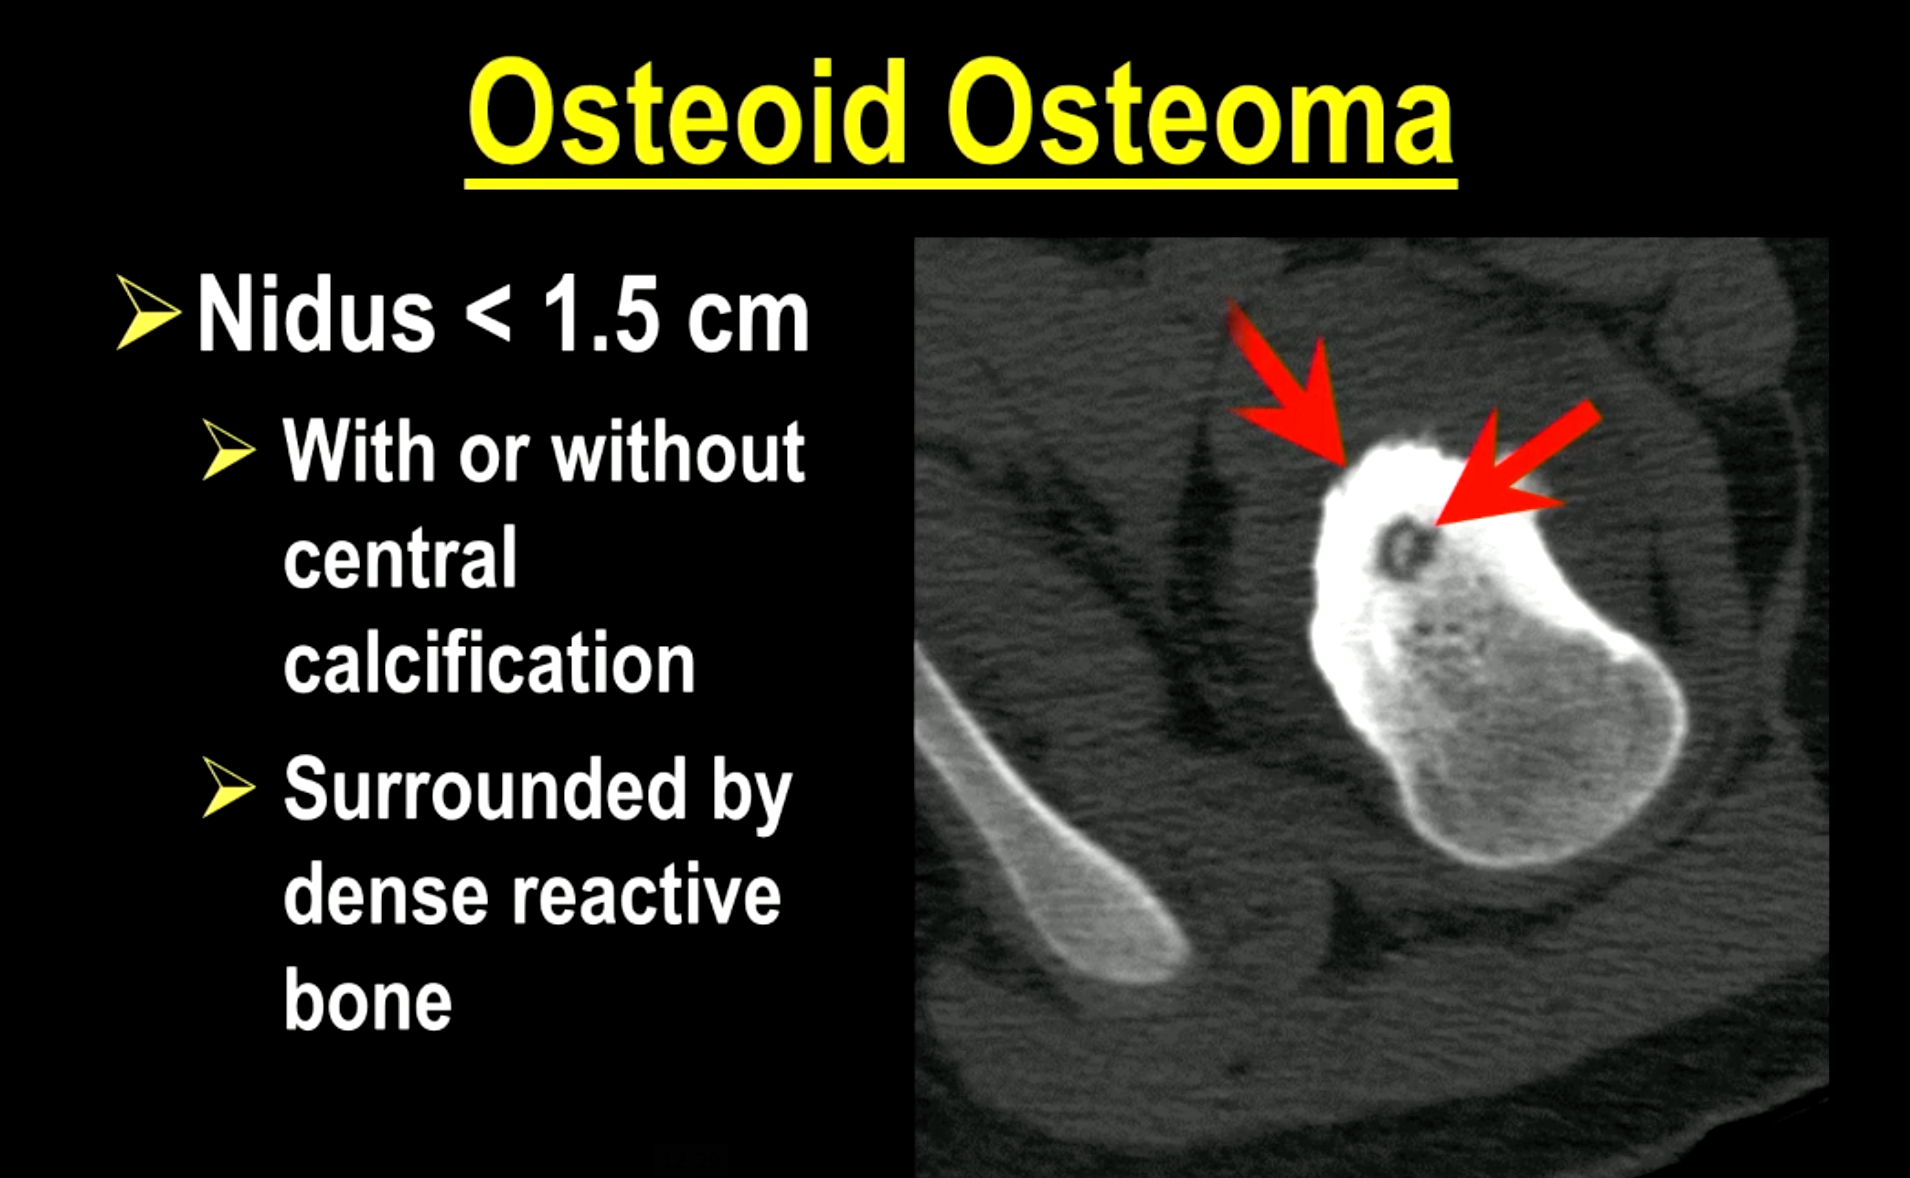 Osteoid Osteoma
Nidus < 1.5 cm
With or without
central
calcification
Surrounded by
dense reactive
bone